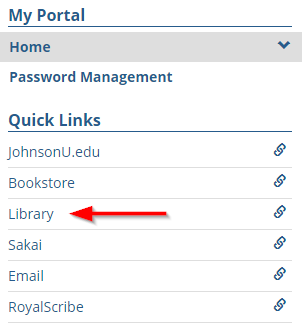 My Portal
Home
Password Management
Quick Links
JohnsonU.edu
Bookstore
Library
Sakai
Email
RoyalScribe